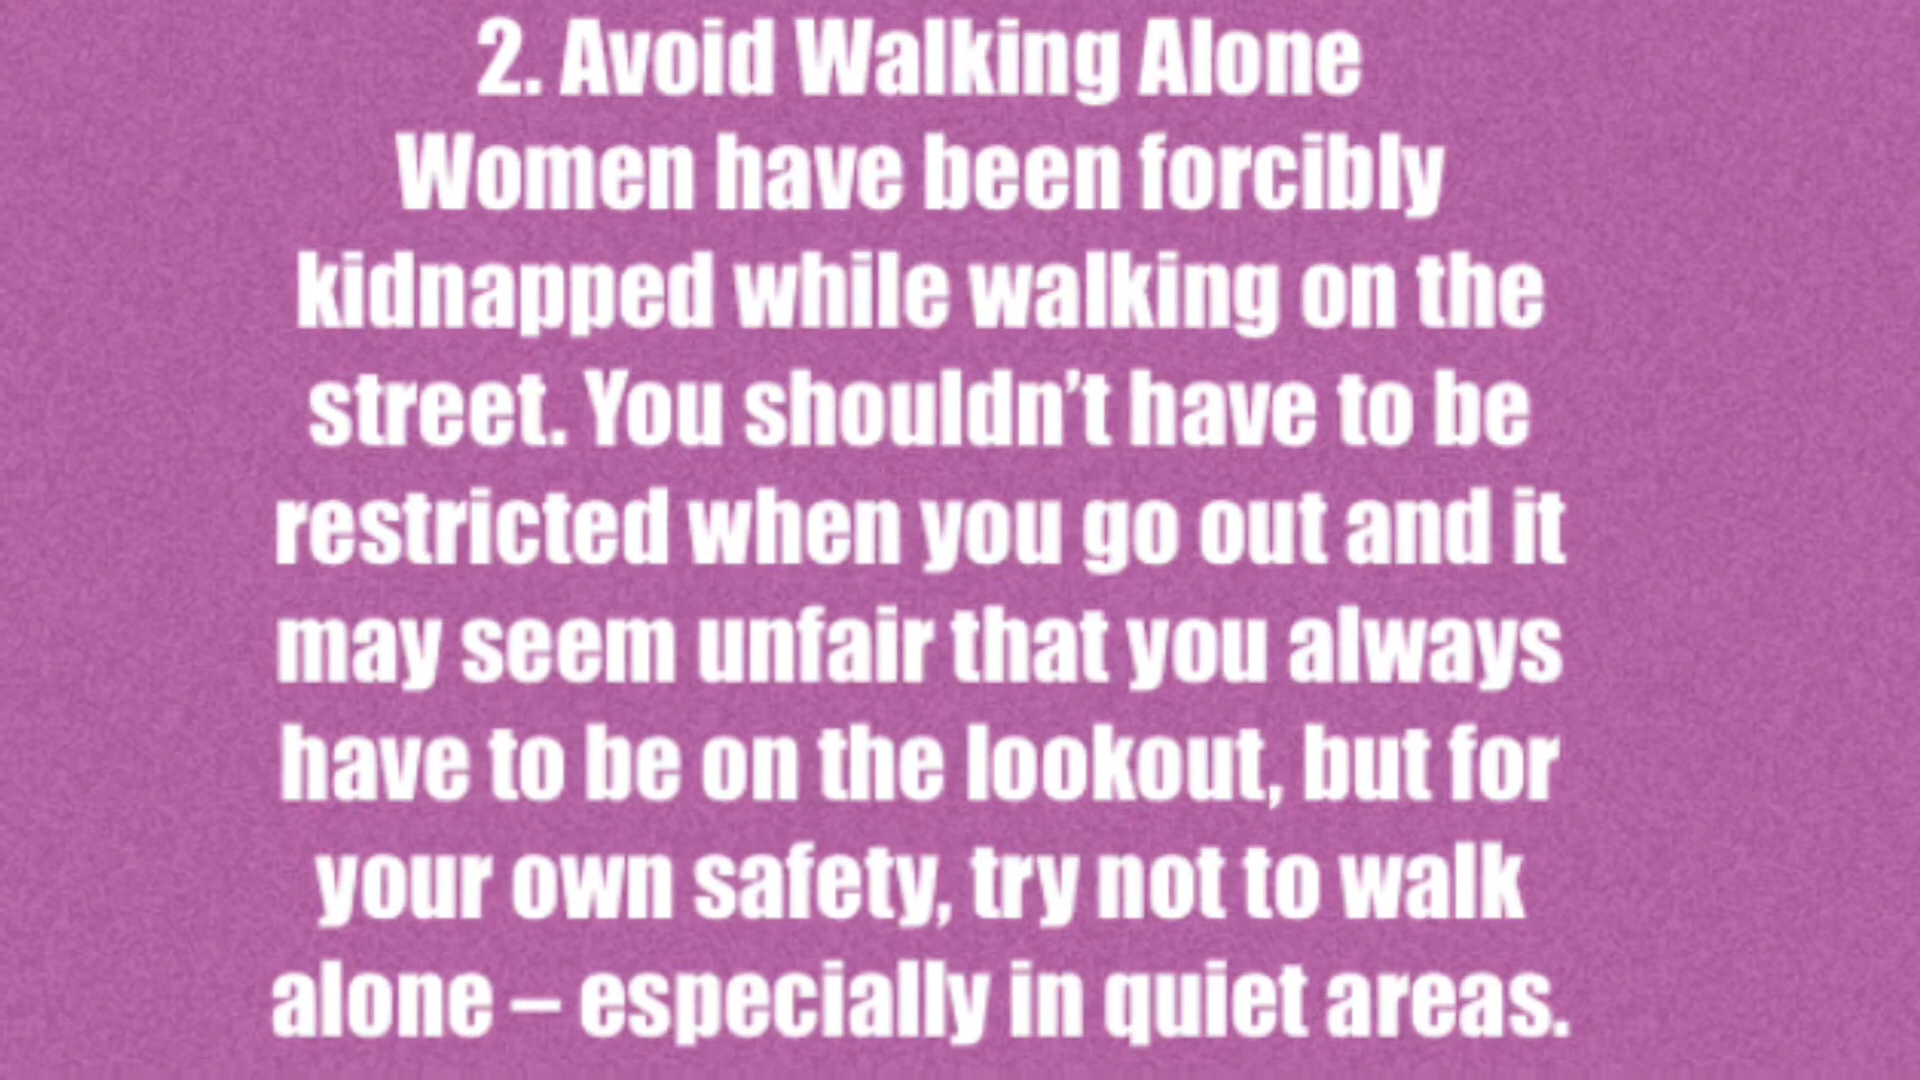 2. Avoid Walking Alone
Women have been forcibly
kidnapped while walking on the
street. You shouldn’t have to be
restricted when you go out and it
may seem unfair that you always
have to be on the lookout, but for
your own safety, try not to walk
alone – especially in quiet areas.